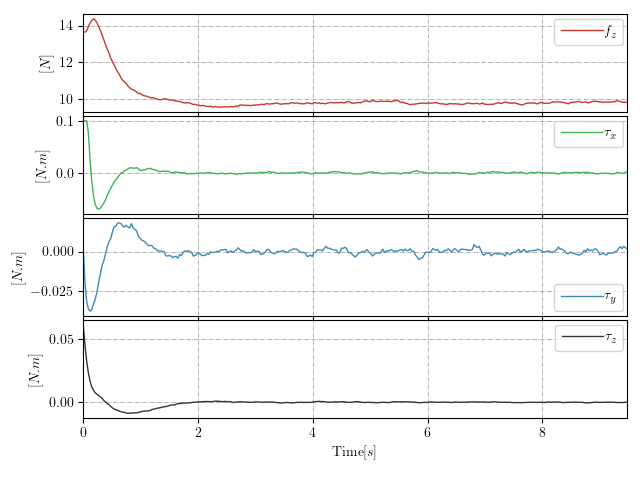 14
12
10
[N]
f_z
0.1
0.0
[N.m]
τ_x
0.000
−0.025
[N.m]
τ_y
0.05
0.00
[N.m]
τ_z
0 2 4 6 8
Time[s]